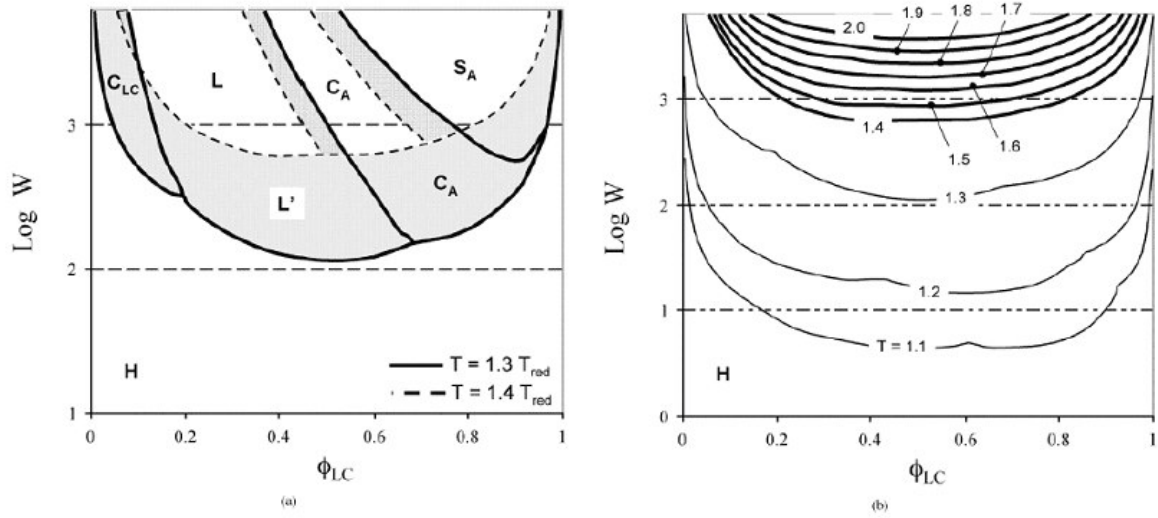 C_LC
L
C_A
S_A
3
L'
C_A
2
H
T = 1.3 T_red
T = 1.4 T_red
1
0
0.2
0.4
0.6
0.8
1
Log W
ϕ_LC
(a)
2.0
1.9
1.8
1.7
3
1.4
1.5
1.6
2
1.3
1.2
1
T = 1.1
H
0
0
0.2
0.4
0.6
0.8
1
Log W
ϕ_LC
(b)